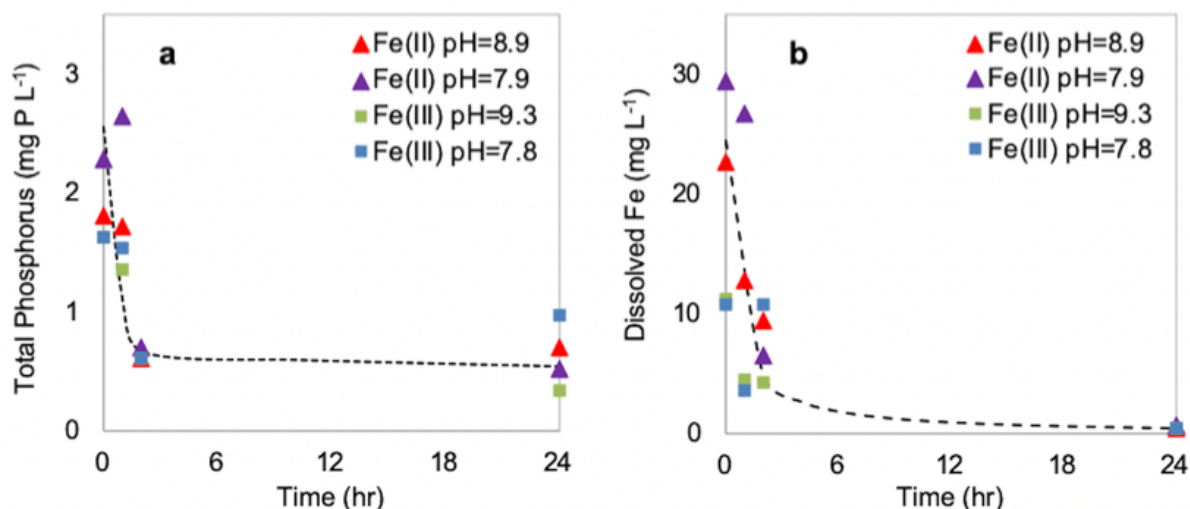 a
Fe(II) pH=8.9
Fe(II) pH=7.9
Fe(III) pH=9.3
Fe(III) pH=7.8
Total Phosphorus (mg P L⁻¹)
3
2
1
0
0 6 12 18 24
Time (hr)
b
Fe(II) pH=8.9
Fe(II) pH=7.9
Fe(III) pH=9.3
Fe(III) pH=7.8
Dissolved Fe (mg L⁻¹)
30
20
10
0
0 6 12 18 24
Time (hr)